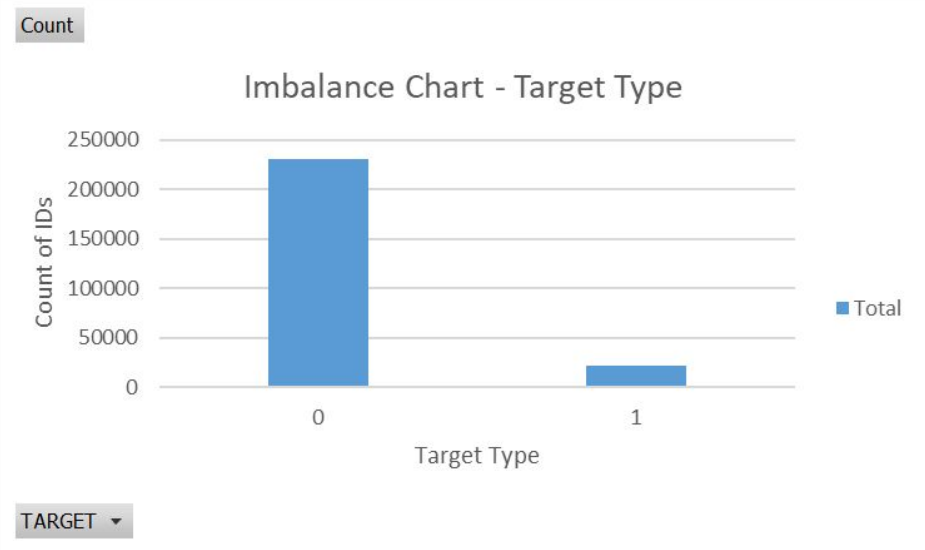 Count
Imbalance Chart - Target Type
250000
200000
150000
100000
50000
0
Count of IDs
0
1
Target Type
Total
TARGET